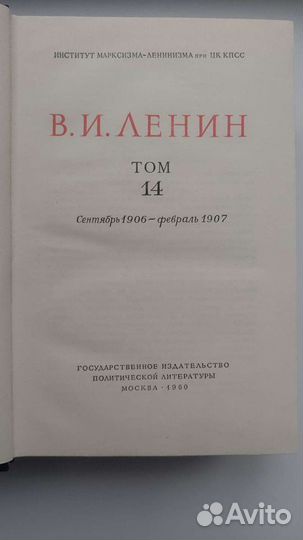 ИНСТИТУТ МАРКСИЗМА-ЛЕНИНИЗМА ПРИ ЦК КПСС
В.И.ЛЕНИН
ТОМ
14
Сентябрь 1906 – февраль 1907
ГОСУДАРСТВЕННОЕ ИЗДАТЕЛЬСТВО
ПОЛИТИЧЕСКОЙ ЛИТЕРАТУРЫ
МОСКВА · 1960
Avito